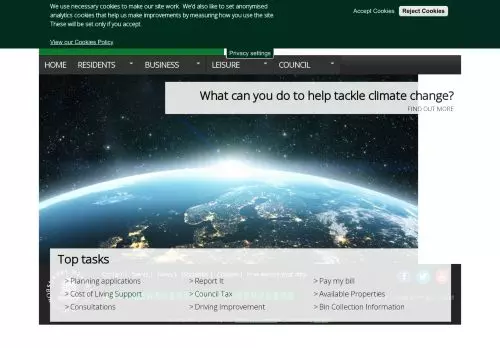 We use necessary cookies to make our site work. We'd also like to set anonymised
analytics cookies that help us make improvements by measuring how you use the site
These will be set only if you accept.
Accept Cookies
Reject Cookies
View our Cookies Policy
Privacy settings
HOME RESIDENTS BUSINESS LEISURE COUNCIL
What can you do to help tackle climate change?
FIND OUT MORE
Top tasks
> Planning applications > Report It > Pay my bill
> Cost of Living Support > Council Tax > Available Properties
> Consultations > Driving Improvement > Bin Collection Information